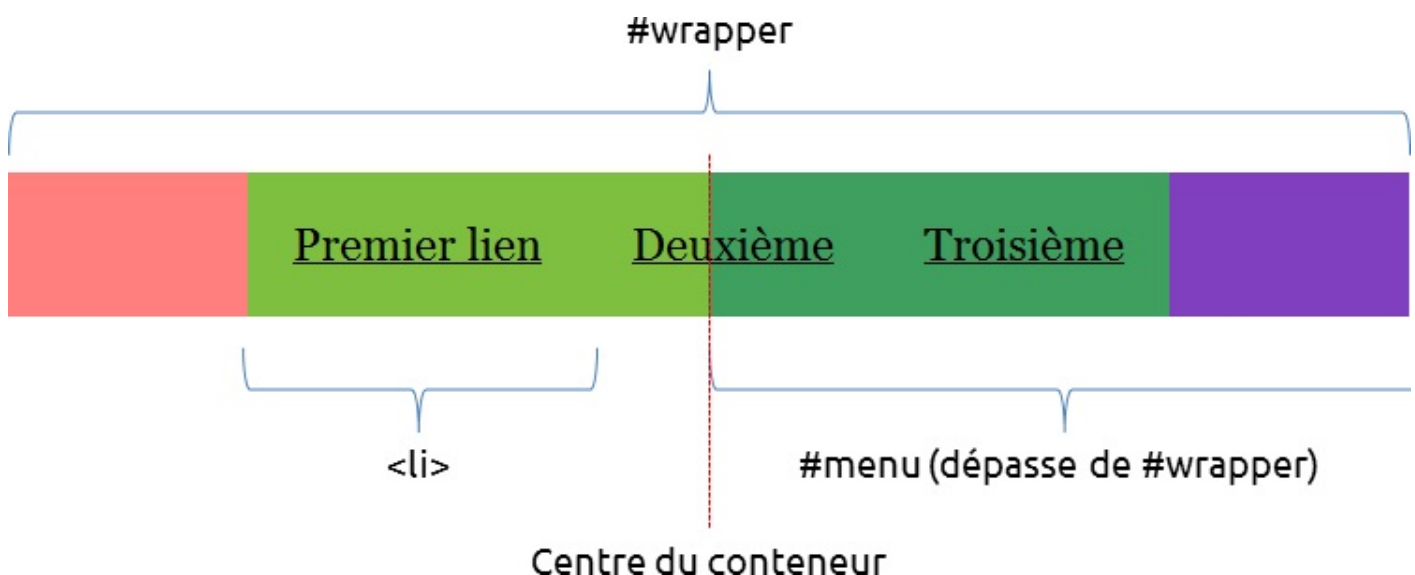 #wrapper
Premier lien Deuxième Troisième
<li>
#menu (dépasse de #wrapper)
Centre du conteneur